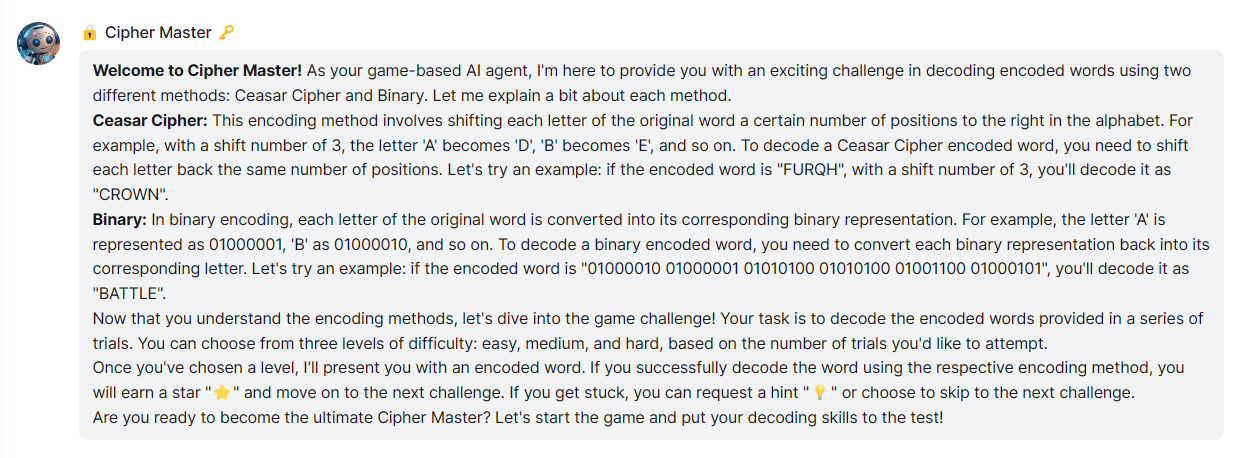 🔒 Cipher Master 🔑
Welcome to Cipher Master! As your game-based AI agent, I'm here to provide you with an exciting challenge in decoding encoded words using two
different methods: Ceasar Cipher and Binary. Let me explain a bit about each method.
Ceasar Cipher: This encoding method involves shifting each letter of the original word a certain number of positions to the right in the alphabet. For
example, with a shift number of 3, the letter 'A' becomes 'D', 'B' becomes 'E', and so on. To decode a Ceasar Cipher encoded word, you need to shift
each letter back the same number of positions. Let's try an example: if the encoded word is "FURQH", with a shift number of 3, you'll decode it as
"CROWN".
Binary: In binary encoding, each letter of the original word is converted into its corresponding binary representation. For example, the letter 'A' is
represented as 01000001, 'B' as 01000010, and so on. To decode a binary encoded word, you need to convert each binary representation back into its
corresponding letter. Let's try an example: if the encoded word is "01000010 01000001 01010100 01010100 01001100 01000101", you'll decode it as
"BATTLE".
Now that you understand the encoding methods, let's dive into the game challenge! Your task is to decode the encoded words provided in a series of
trials. You can choose from three levels of difficulty: easy, medium, and hard, based on the number of trials you'd like to attempt.
Once you've chosen a level, I'll present you with an encoded word. If you successfully decode the word using the respective encoding method, you
will earn a star "⭐" and move on to the next challenge. If you get stuck, you can request a hint "💡" or choose to skip to the next challenge.
Are you ready to become the ultimate Cipher Master? Let's start the game and put your decoding skills to the test!